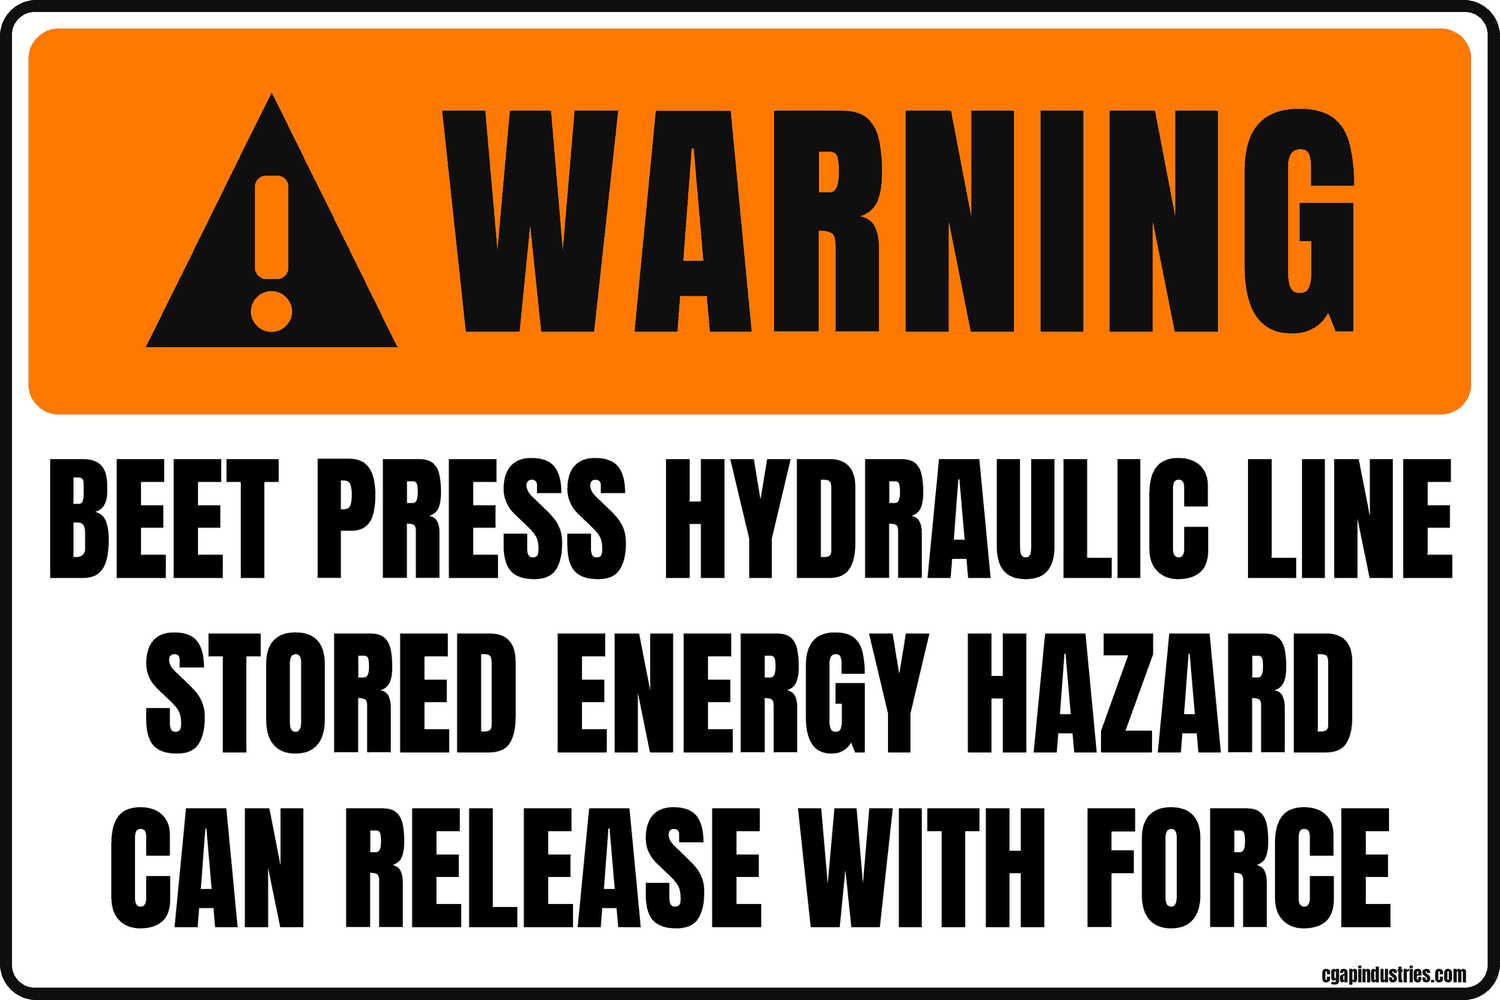 WARNING
BEET PRESS HYDRAULIC LINE
STORED ENERGY HAZARD
CAN RELEASE WITH FORCE
cgapindustries.com